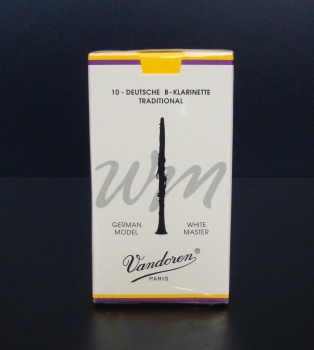 10 - DEUTSCHE B-KLARINETTE
TRADITIONAL
wm
GERMAN WHITE
MODEL MASTER
Vandoren®
PARIS